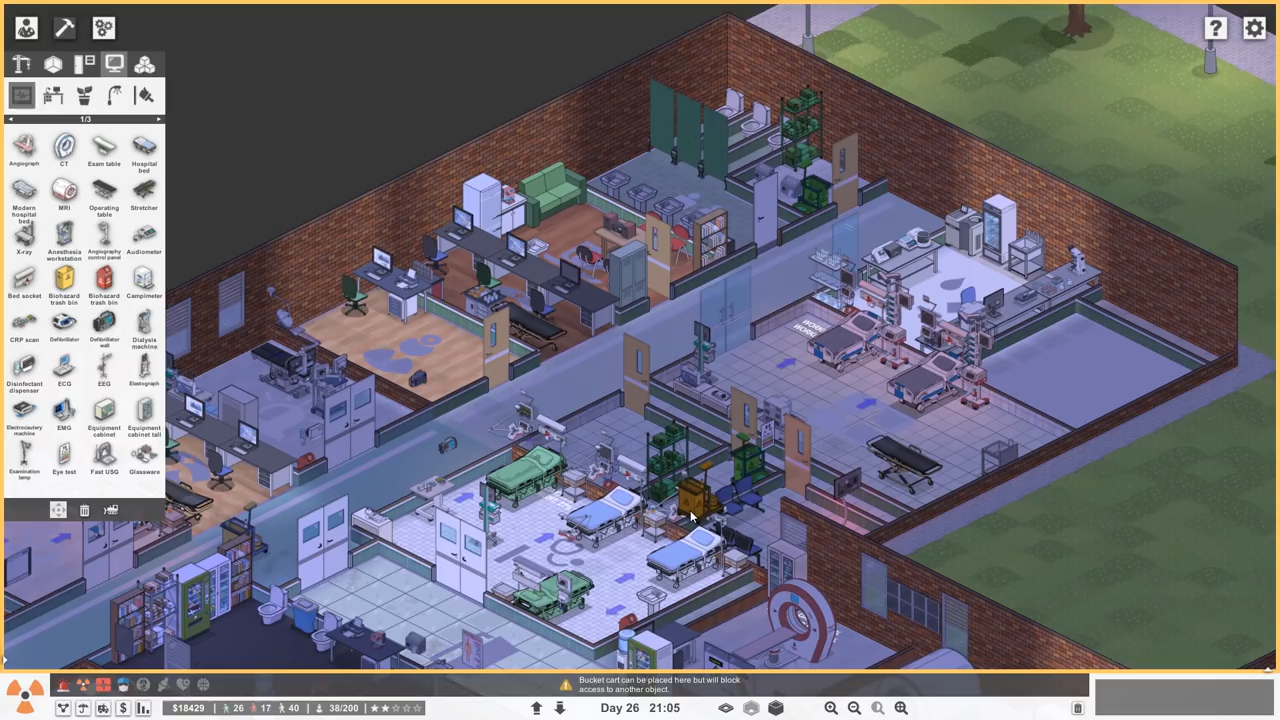 ?
1/3
Angiograph
CT
Exam table
Hospital bed
Modern hospital bed
MRI
Operating table
Stretcher
X-ray
Anesthesia workstation
Angiography control panel
Audiometer
Bed socket
Biohazard trash bin
Biohazard trash bin
Campimeter
CRP scan
Defibrillator
Defibrillator wall
Dialysis machine
Disinfectant dispenser
ECG
EEG
Elastograph
Electrocautery machine
EMG
Equipment cabinet
Equipment cabinet tall
Examination lamp
Eye test
Fast USG
Glassware
WORK
WORK
ICU
Bucket cart can be placed here but will block
access to another object.
$18429
26
17
40
38/200
Day 26 21:05